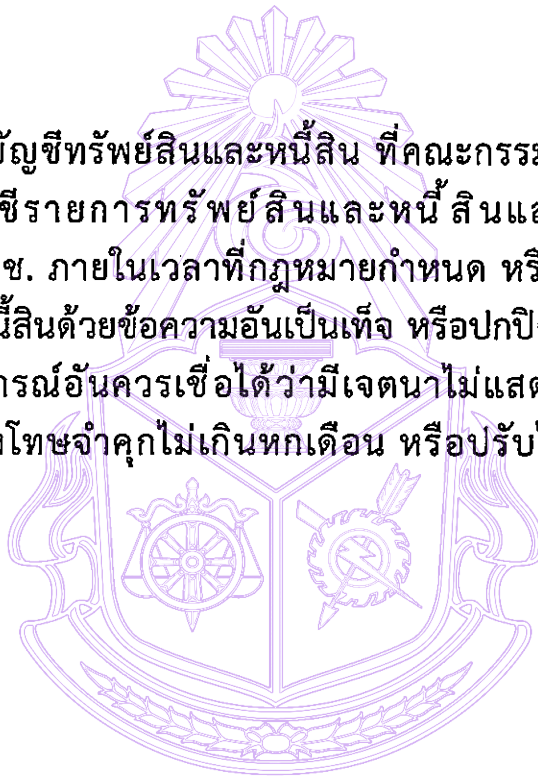 บัญชีทรัพย์สินและหนี้สิน ที่คณะกรรม
ชีรายการทรัพย์สินและหนี้สินแล
ช. ภายในเวลาที่กฎหมายกำหนด หรื
นี้สินด้วยข้อความอันเป็นเท็จ หรือปกปิ
ารณ์อันควรเชื่อได้ว่ามีเจตนาไม่แสด
งโทษจำคุกไม่เกินหกเดือน หรือปรับไ